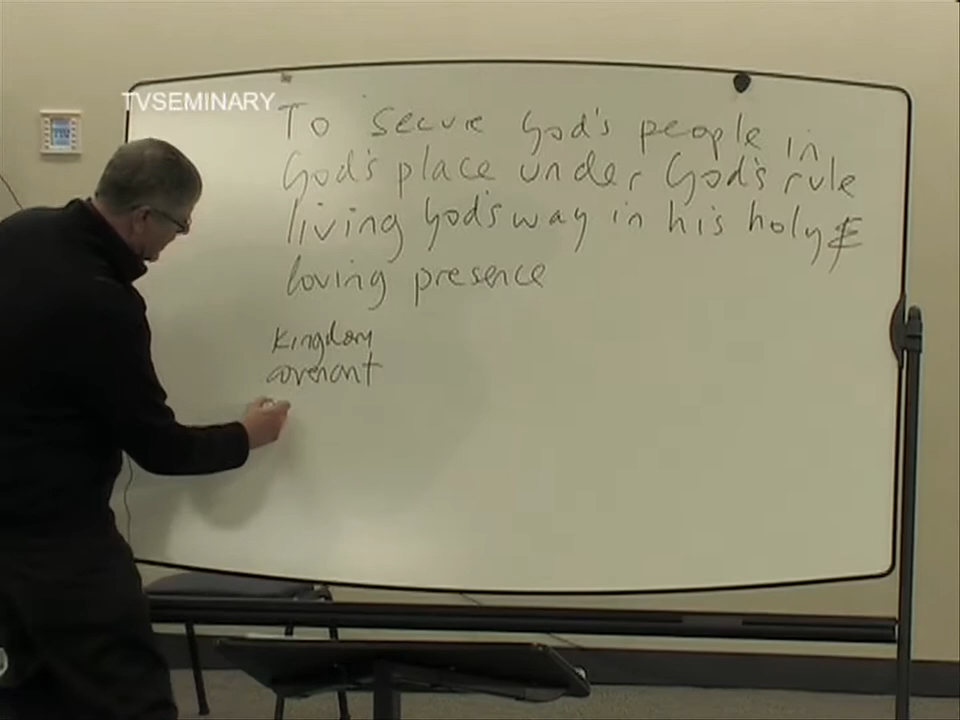 TVSEMINARY
To secure God's people in
God's place under God's rule
living God's way in his holy &
loving presence
Kingdom
covenant